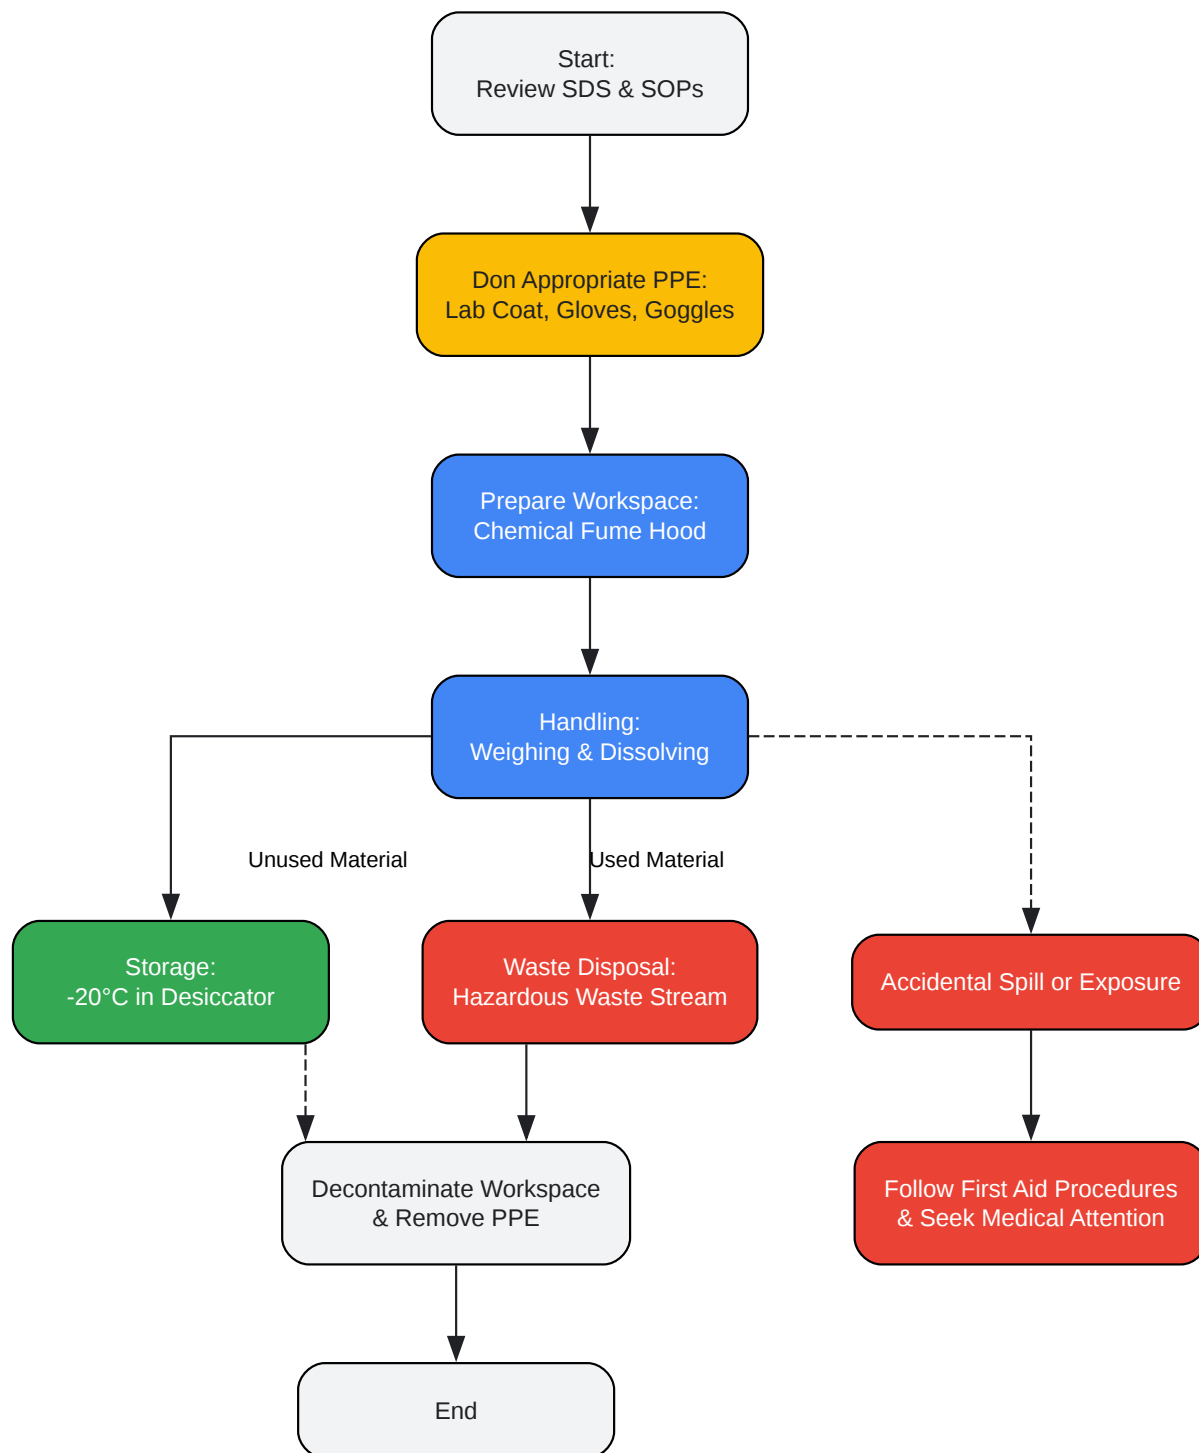 Start:
Review SDS & SOPs
Don Appropriate PPE:
Lab Coat, Gloves, Goggles
Prepare Workspace:
Chemical Fume Hood
Handling:
Weighing & Dissolving
Unused Material
Used Material
Storage:
-20°C in Desiccator
Waste Disposal:
Hazardous Waste Stream
Accidental Spill or Exposure
Decontaminate Workspace
& Remove PPE
Follow First Aid Procedures
& Seek Medical Attention
End